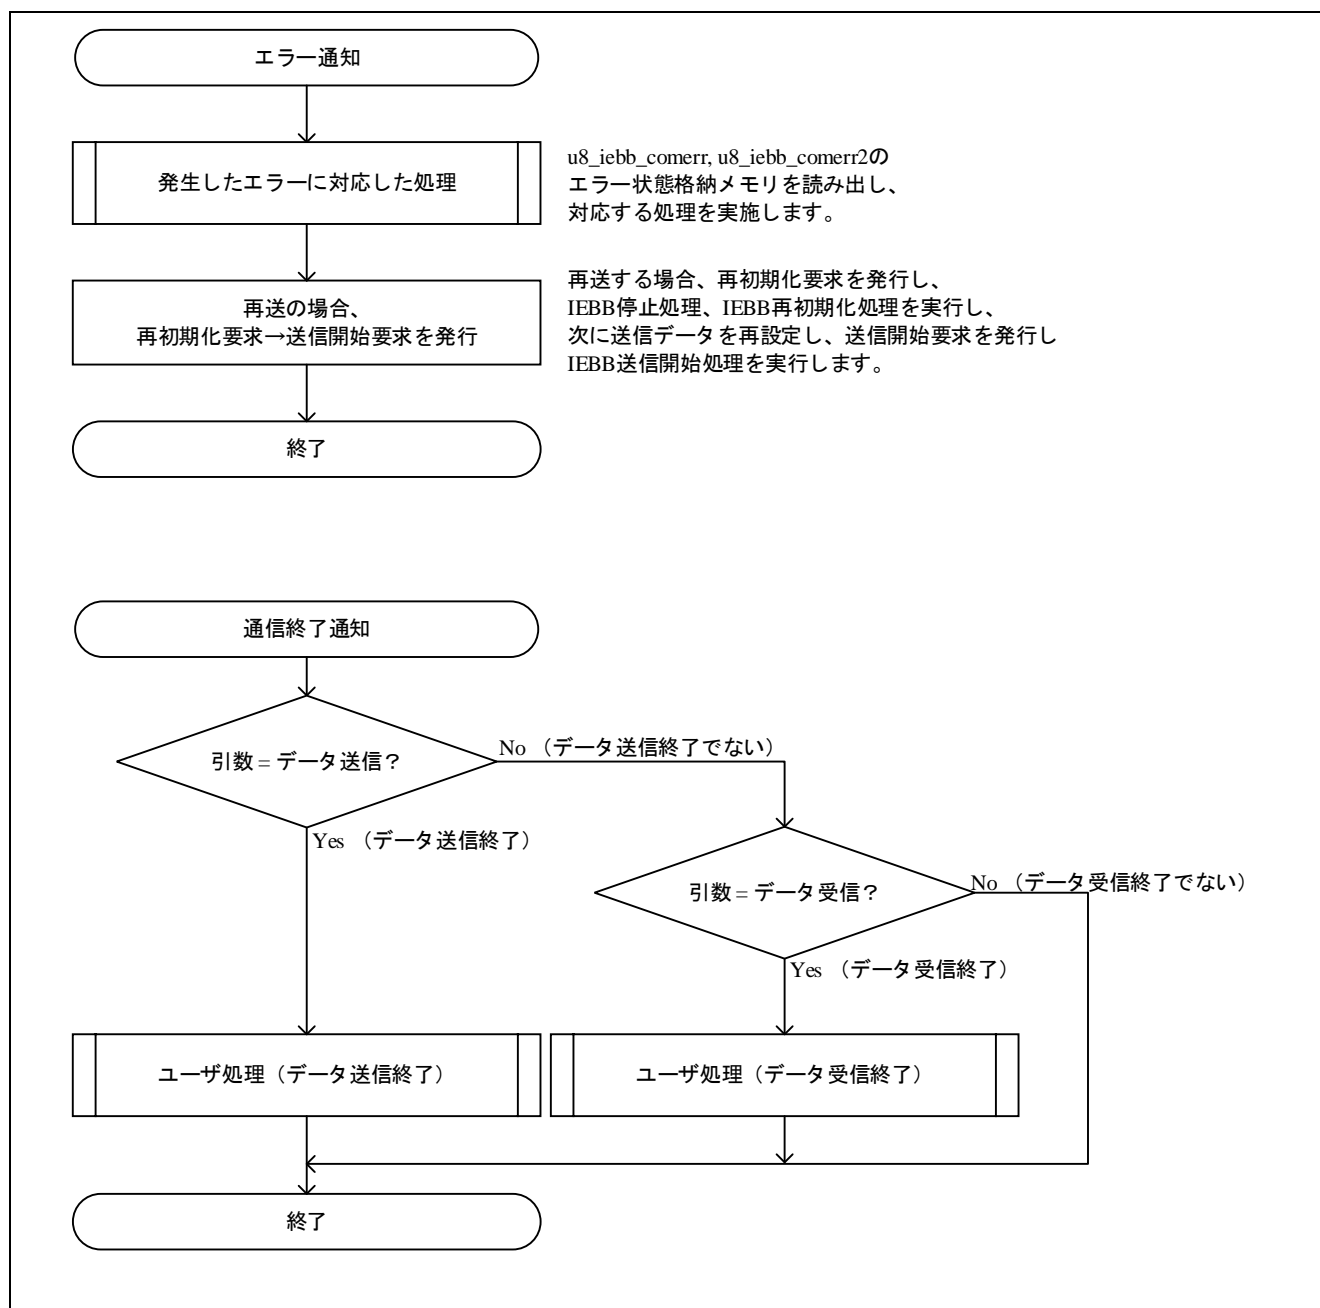 エラー通知
発生したエラーに対応した処理
u8_iebb_comerr, u8_iebb_comerr2の
エラー状態格納メモリを読み出し、
対応する処理を実施します。
再送の場合、
再初期化要求→送信開始要求を発行
再送する場合、再初期化要求を発行し、
IEBB停止処理、IEBB再初期化処理を実行し、
次に送信データを再設定し、送信開始要求を発行し
IEBB送信開始処理を実行します。
終了
通信終了通知
引数 = データ送信？
No （データ送信終了でない）
Yes （データ送信終了）
引数 = データ受信？
No （データ受信終了でない）
Yes （データ受信終了）
ユーザ処理（データ送信終了）
ユーザ処理（データ受信終了）
終了